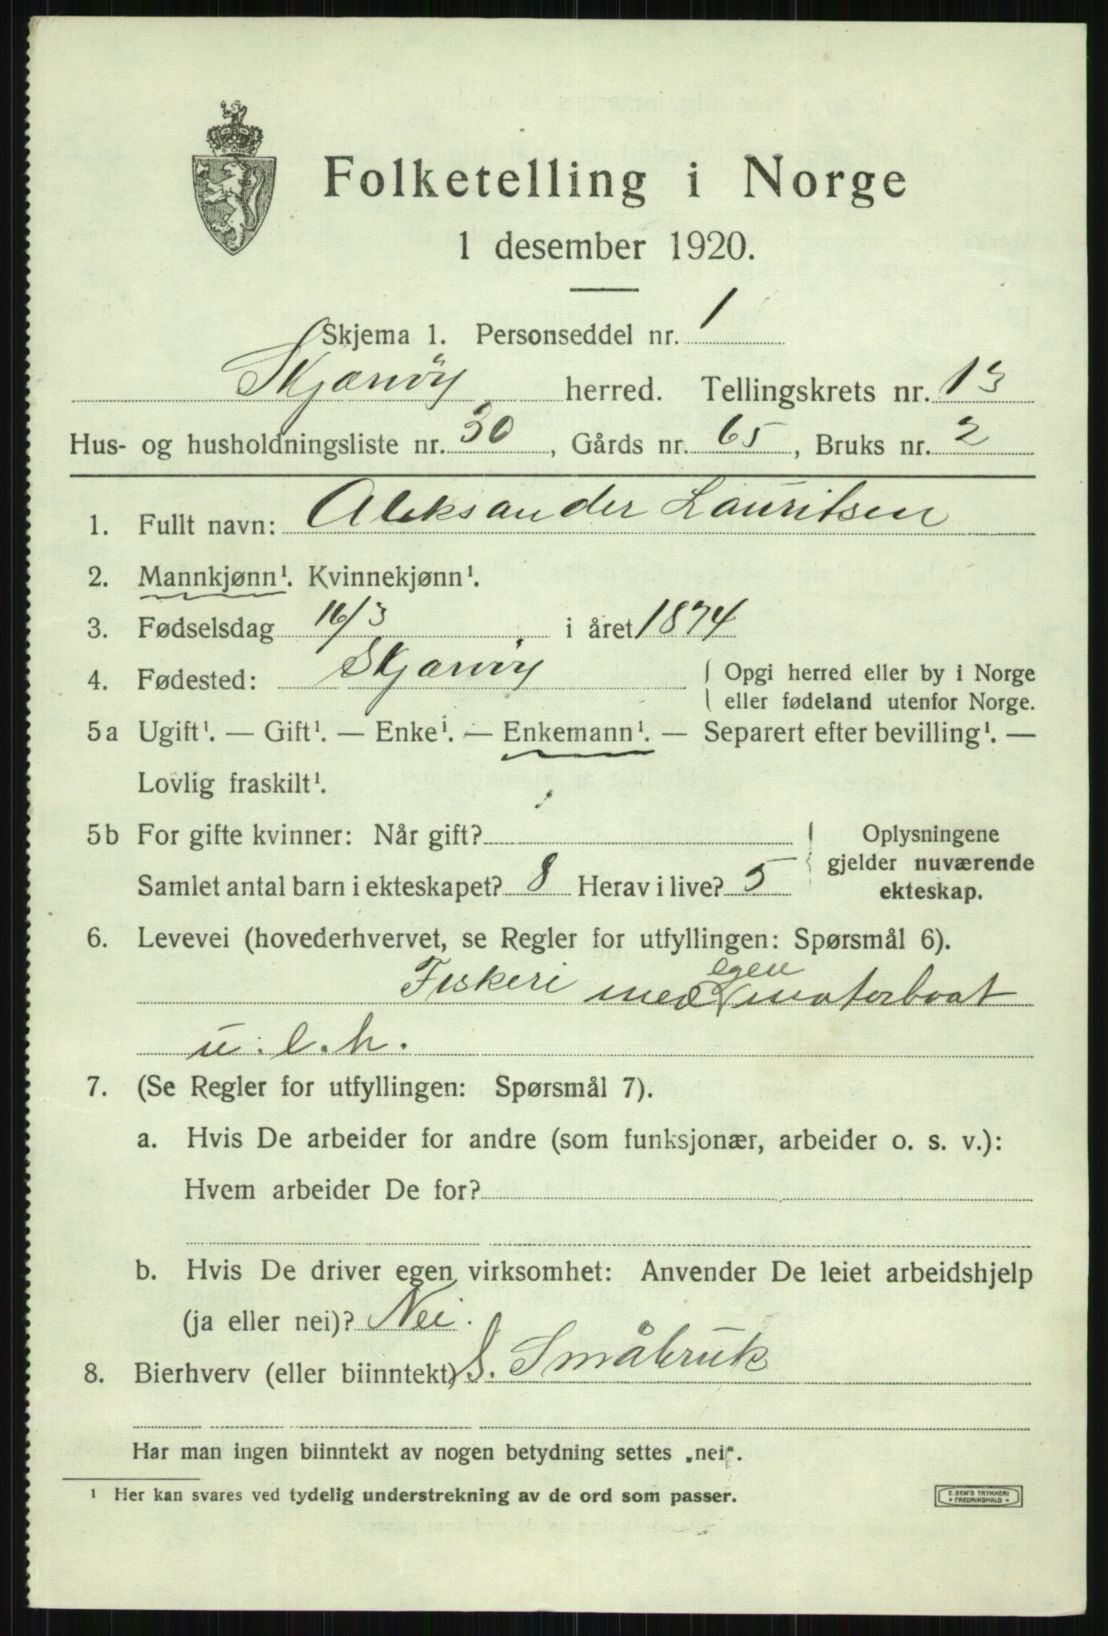 Folketelling i Norge
1 desember 1920.
Skjema 1. Personseddel nr. 1
Skjærvøy herred. Tellingskrets nr. 13
Hus- og husholdningsliste nr. 30, Gårds nr. 65, Bruks nr. 2
1. Fullt navn: Aleksander Lauritsen
2. Mannkjønn¹. Kvinnekjønn¹.
3. Fødselsdag 16/3 i året 1874
4. Fødested: Skjærvøy { Opgi herred eller by i Norge
eller fødeland utenfor Norge.
5a Ugift¹. — Gift¹. — Enke¹. — Enkemann¹. — Separert efter bevilling¹. —
Lovlig fraskilt¹.
5b For gifte kvinner: Når gift?
Samlet antal barn i ekteskapet? 8 Herav i live? 5
Oplysningene
gjelder nuværende
ekteskap.
6. Levevei (hovederhvervet, se Regler for utfyllingen: Spørsmål 6).
Fiskeri med egen motorboat
u. l. h.
7. (Se Regler for utfyllingen: Spørsmål 7).
a. Hvis De arbeider for andre (som funksjonær, arbeider o. s. v.):
Hvem arbeider De for?
b. Hvis De driver egen virksomhet: Anvender De leiet arbeidshjelp
(ja eller nei)? Nei.
8. Bierhverv (eller biinntekt) S. Småbruk
Har man ingen biinntekt av nogen betydning settes „nei".
¹ Her kan svares ved tydelig understrekning av de ord som passer.
E. SEM'S TRYKKERI
* FREDRIKSHALD *